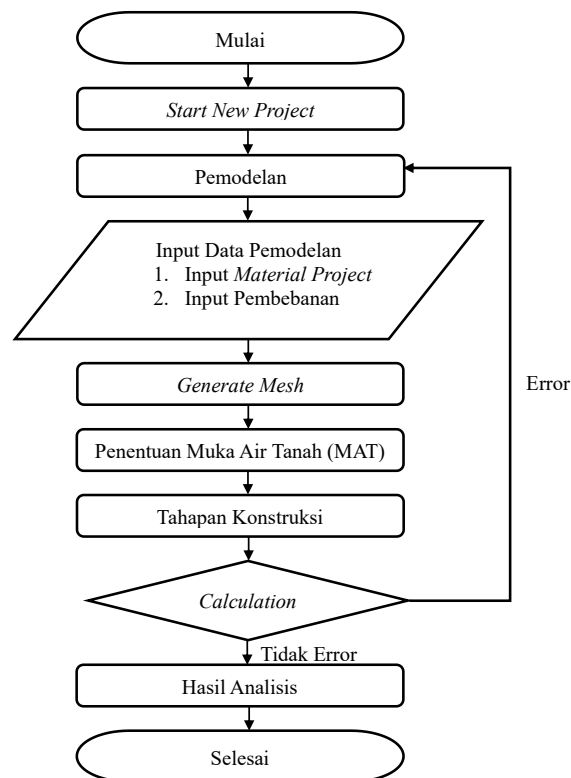 Mulai
Start New Project
Pemodelan
Input Data Pemodelan
1. Input Material Project
2. Input Pembebanan
Generate Mesh
Error
Penentuan Muka Air Tanah (MAT)
Tahapan Konstruksi
Calculation
Tidak Error
Hasil Analisis
Selesai